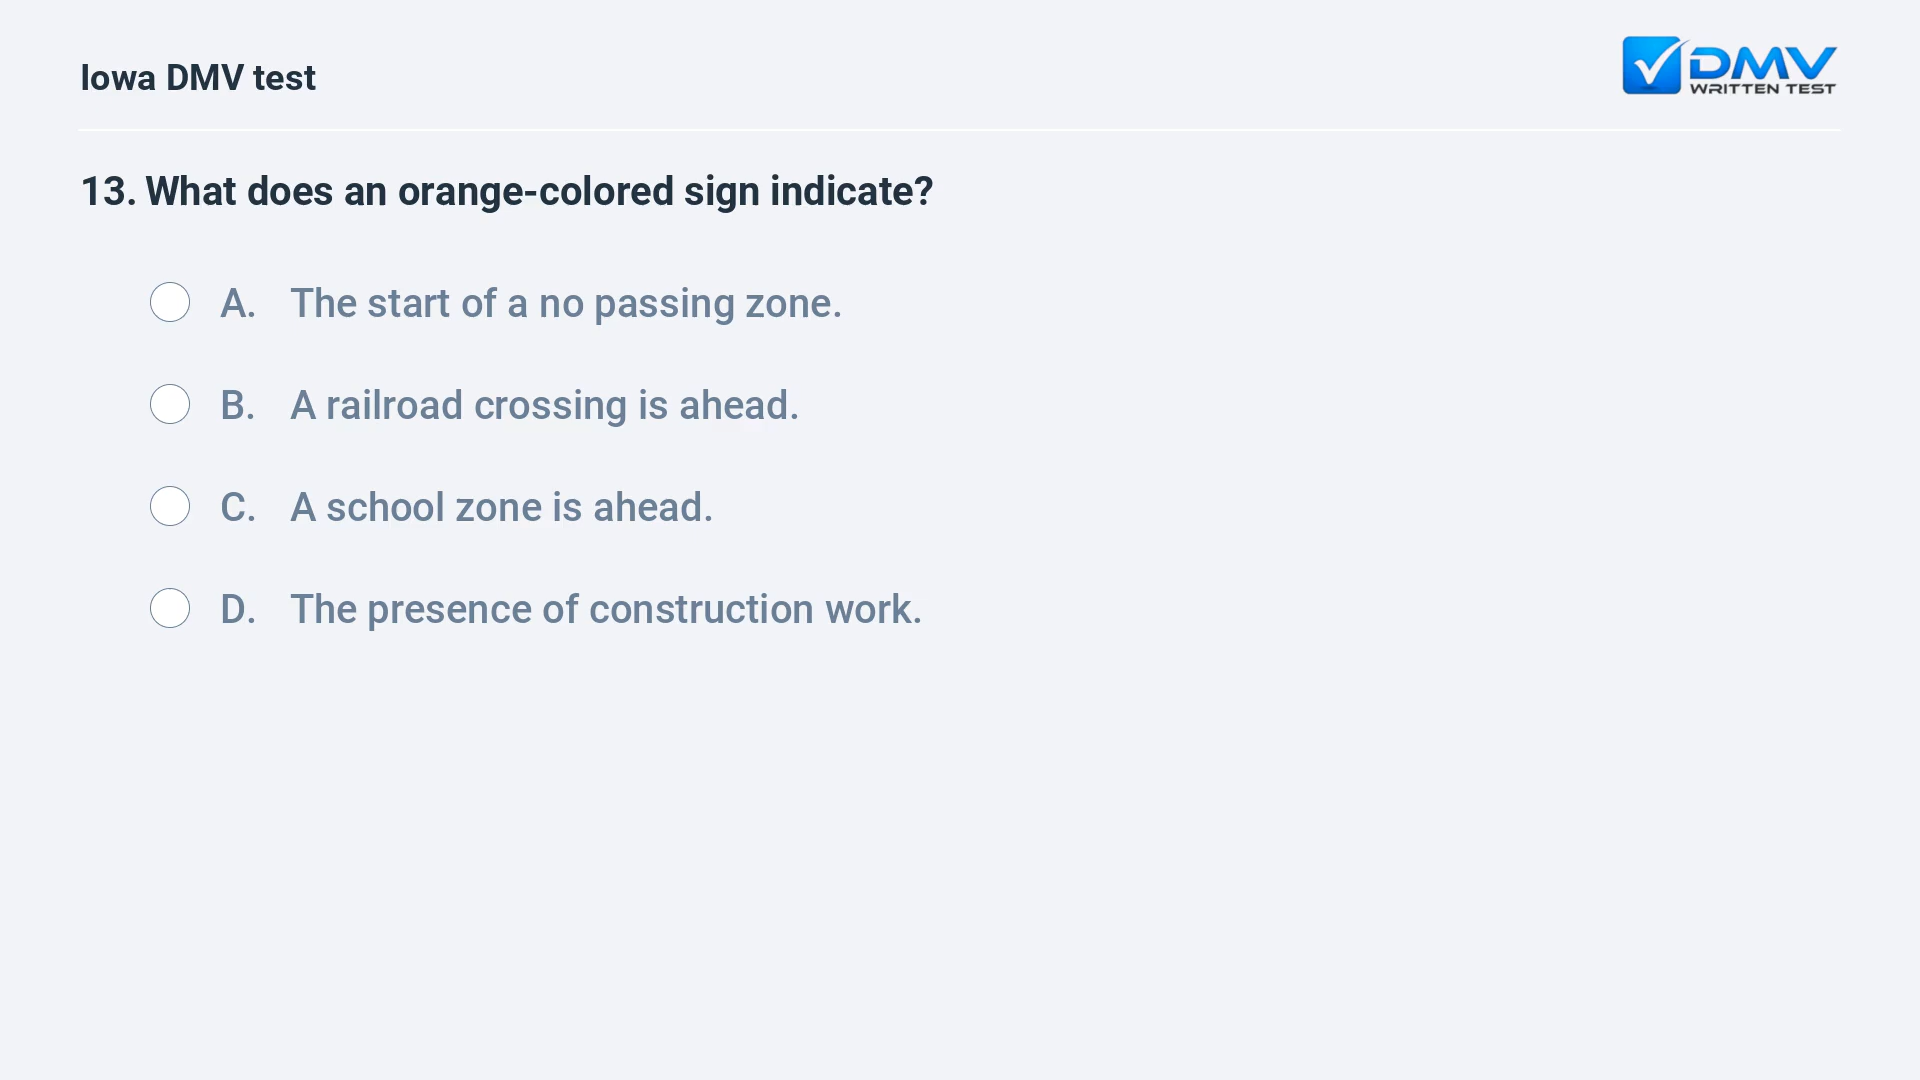 Iowa DMV test
DMV
WRITTEN TEST
13. What does an orange-colored sign indicate?
A. The start of a no passing zone.
B. A railroad crossing is ahead.
C. A school zone is ahead.
D. The presence of construction work.